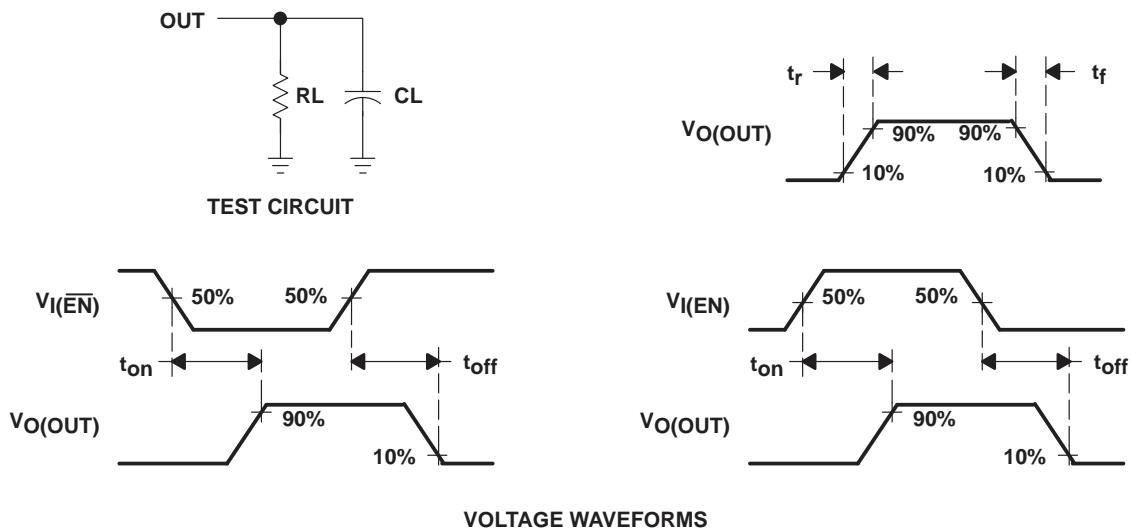 OUT
RL CL
TEST CIRCUIT
tr tf
VO(OUT)
90% 90%
10% 10%
VI(E̅N̅)
50% 50%
ton toff
VO(OUT)
90%
10%
VI(EN)
50% 50%
ton toff
VO(OUT)
90%
10%
VOLTAGE WAVEFORMS